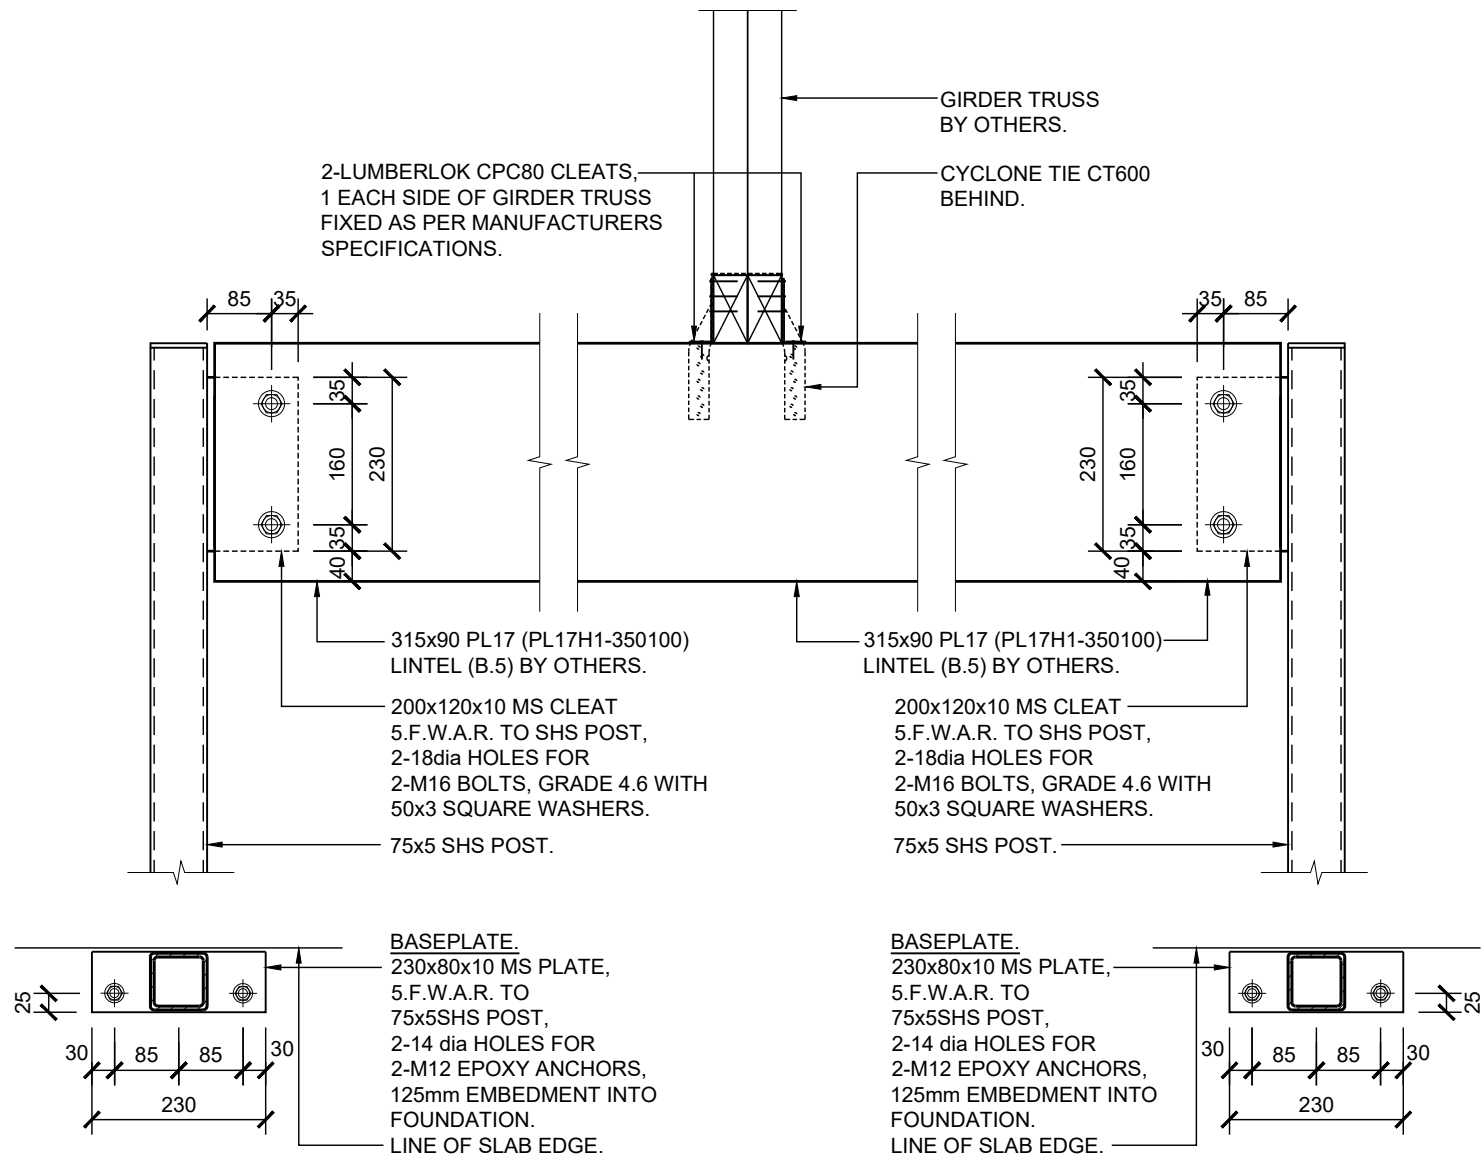 GIRDER TRUSS
BY OTHERS.
2-LUMBERLOK CPC80 CLEATS,
1 EACH SIDE OF GIRDER TRUSS
FIXED AS PER MANUFACTURERS
SPECIFICATIONS.
CYCLONE TIE CT600
BEHIND.
85
35
35
85
35
160
230
35
40
230
35
160
35
40
315x90 PL17 (PL17H1-350100)
LINTEL (B.5) BY OTHERS.
315x90 PL17 (PL17H1-350100)
LINTEL (B.5) BY OTHERS.
200x120x10 MS CLEAT
5.F.W.A.R. TO SHS POST,
2-18dia HOLES FOR
2-M16 BOLTS, GRADE 4.6 WITH
50x3 SQUARE WASHERS.
200x120x10 MS CLEAT
5.F.W.A.R. TO SHS POST,
2-18dia HOLES FOR
2-M16 BOLTS, GRADE 4.6 WITH
50x3 SQUARE WASHERS.
75x5 SHS POST.
75x5 SHS POST.
25
30
85
85
30
230
BASEPLATE.
230x80x10 MS PLATE,
5.F.W.A.R. TO
75x5SHS POST,
2-14 dia HOLES FOR
2-M12 EPOXY ANCHORS,
125mm EMBEDMENT INTO
FOUNDATION.
LINE OF SLAB EDGE.
BASEPLATE.
230x80x10 MS PLATE,
5.F.W.A.R. TO
75x5SHS POST,
2-14 dia HOLES FOR
2-M12 EPOXY ANCHORS,
125mm EMBEDMENT INTO
FOUNDATION.
LINE OF SLAB EDGE.
25
30
85
85
30
230